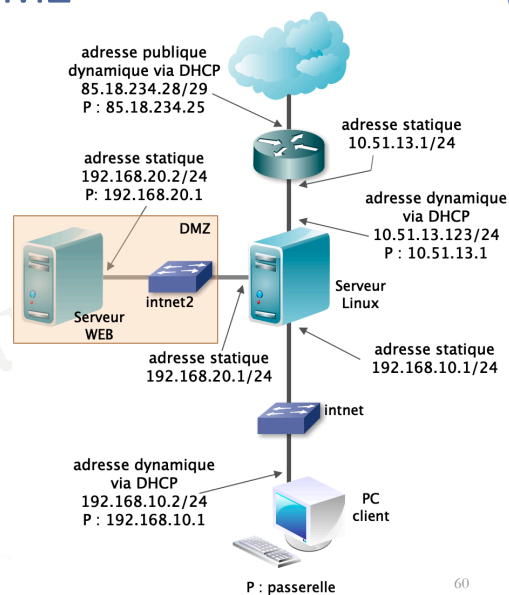 adresse publique
dynamique via DHCP
85.18.234.28/29
P : 85.18.234.25
adresse statique
10.51.13.1/24
adresse statique
192.168.20.2/24
P: 192.168.20.1
adresse dynamique
via DHCP
10.51.13.123/24
P : 10.51.13.1
DMZ
intnet2
Serveur
WEB
Serveur
Linux
adresse statique
192.168.20.1/24
adresse statique
192.168.10.1/24
intnet
adresse dynamique
via DHCP
192.168.10.2/24
P : 192.168.10.1
PC
client
P : passerelle
60